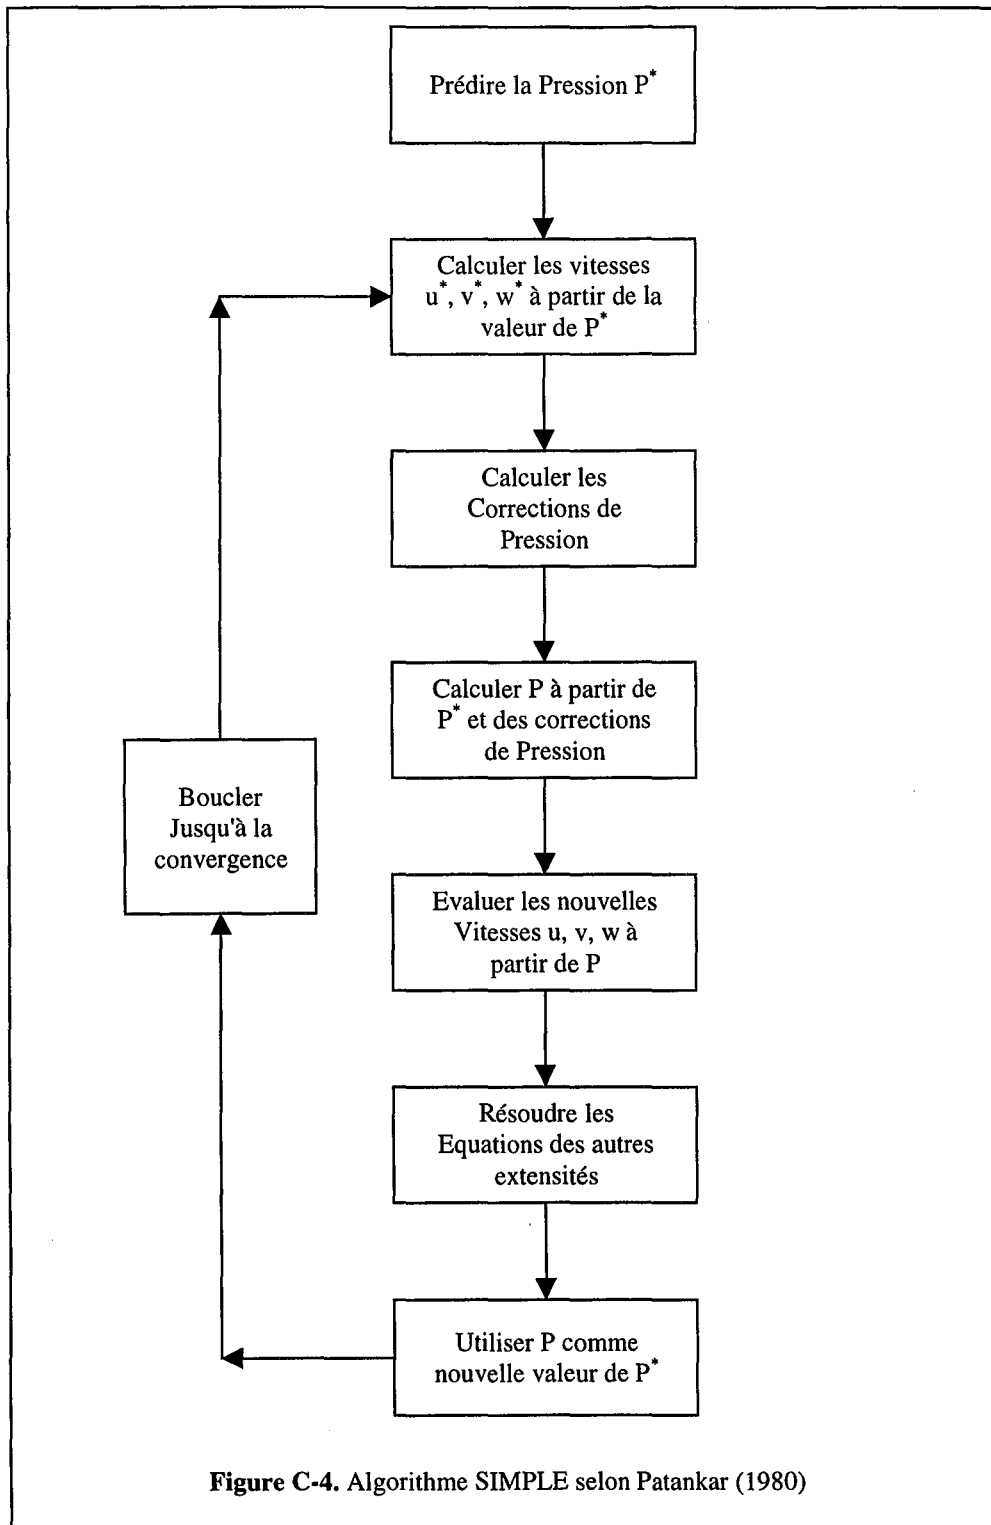 Prédire la Pression P*
Calculer les vitesses
u*, v*, w* à partir de la
valeur de P*
Calculer les
Corrections de
Pression
Calculer P à partir de
P* et des corrections
de Pression
Boucler
Jusqu'à la
convergence
Evaluer les nouvelles
Vitesses u, v, w à
partir de P
Résoudre les
Equations des autres
extensités
Utiliser P comme
nouvelle valeur de P*
Figure C-4. Algorithme SIMPLE selon Patankar (1980)